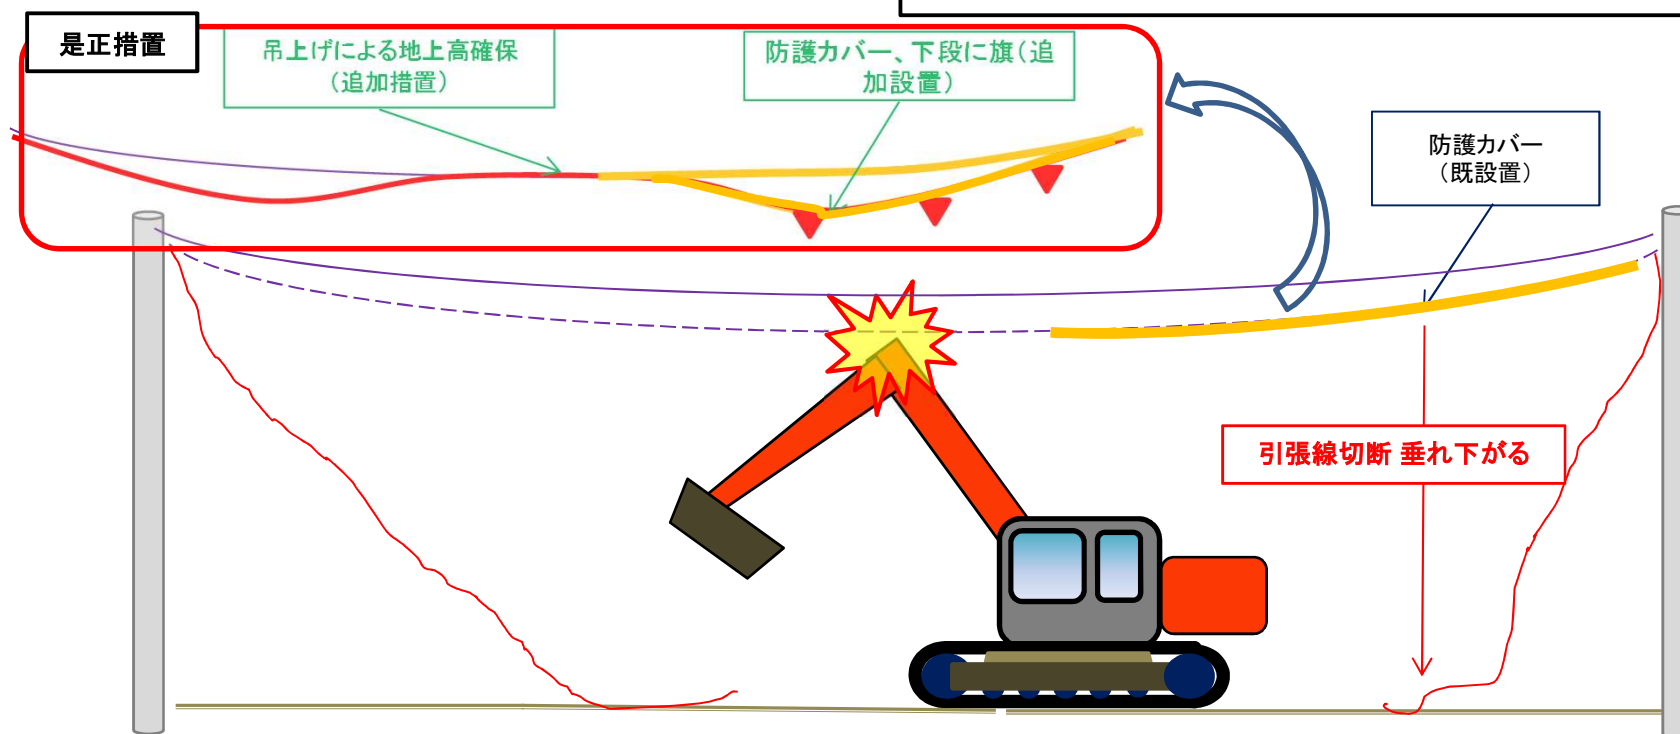 是正措置
吊上げによる地上高確保
（追加措置）
防護カバー、下段に旗（追
加設置）
防護カバー
（既設置）
引張線切断 垂れ下がる